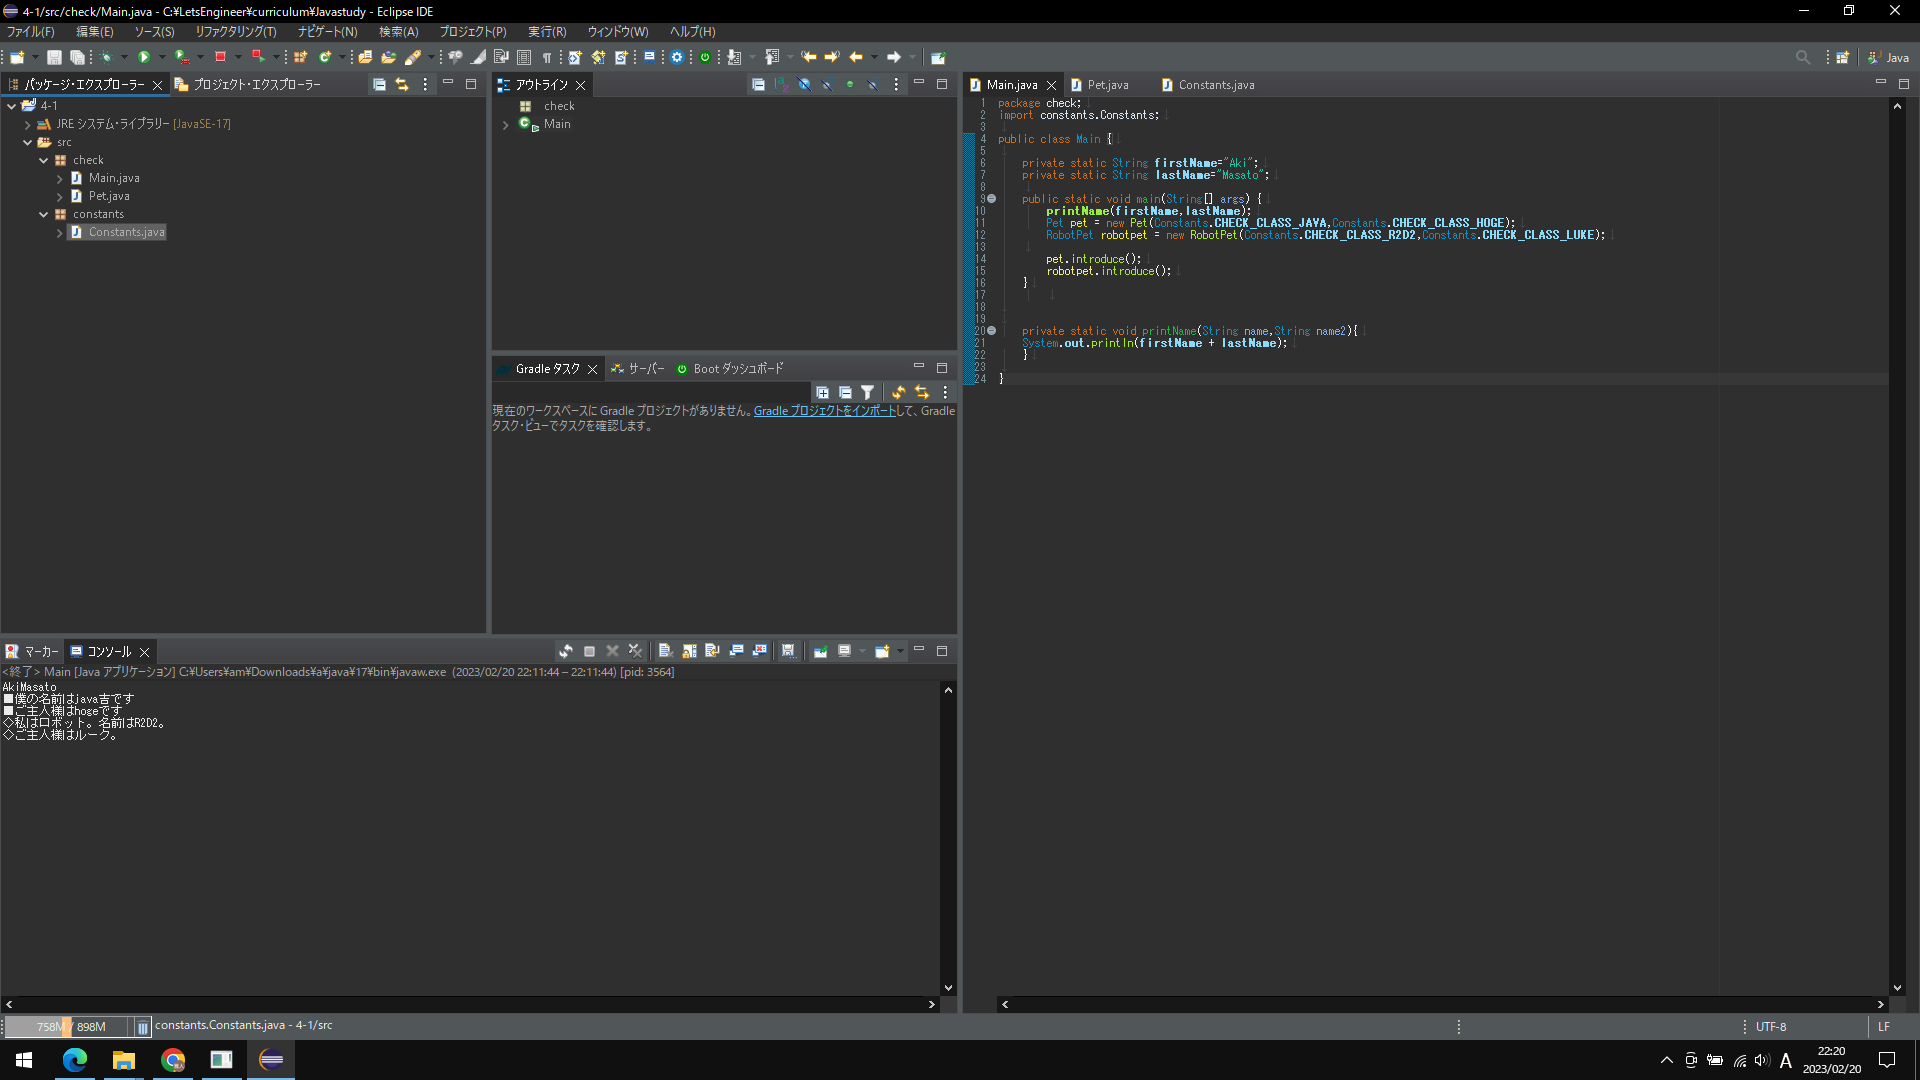 4-1/src/check/Main.java - C:¥LetsEngineer¥curriculum¥Javastudy - Eclipse IDE
ファイル(F) 編集(E) ソース(S) リファクタリング(T) ナビゲート(N) 検索(A) プロジェクト(P) 実行(R) ウィンドウ(W) ヘルプ(H)
Java
パッケージ・エクスプローラー プロジェクト・エクスプローラー
4-1
JRE システム・ライブラリー [JavaSE-17]
src
check
Main.java
Pet.java
constants
Constants.java
アウトライン
check
Main
Gradle タスク サーバー Boot ダッシュボード
現在のワークスペースに Gradle プロジェクトがありません。Gradle プロジェクトをインポートして、Gradle
タスク・ビューでタスクを確認します。
Main.java Pet.java Constants.java
1 package check;
2 import constants.Constants;
3
4 public class Main {
5
6 private static String firstName="Aki";
7 private static String lastName="Masato";
8
9 public static void main(String[] args) {
10 printName(firstName,lastName);
11 Pet pet = new Pet(Constants.CHECK_CLASS_JAVA,Constants.CHECK_CLASS_HOGE);
12 RobotPet robotpet = new RobotPet(Constants.CHECK_CLASS_R2D2,Constants.CHECK_CLASS_LUKE);
13
14 pet.introduce();
15 robotpet.introduce();
16 }
17
18
19
20 private static void printName(String name,String name2){
21 System.out.println(firstName + lastName);
22 }
23
24 }
マーカー コンソール
<終了> Main [Java アプリケーション] C:¥Users¥am¥Downloads¥a¥java¥17¥bin¥javaw.exe (2023/02/20 22:11:44 – 22:11:44) [pid: 3564]
AkiMasato
■僕の名前はjava吉です
■ご主人様はhogeです
◇私はロボット。名前はR2D2。
◇ご主人様はルーク。
758M / 898M constants.Constants.java - 4-1/src UTF-8 LF
A
22:20
2023/02/20